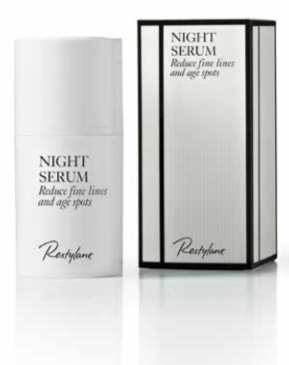 NIGHT
SERUM
Reduce fine lines
and age spots
Restylane
NIGHT
SERUM
Reduce fine lines
and age spots
Restylane